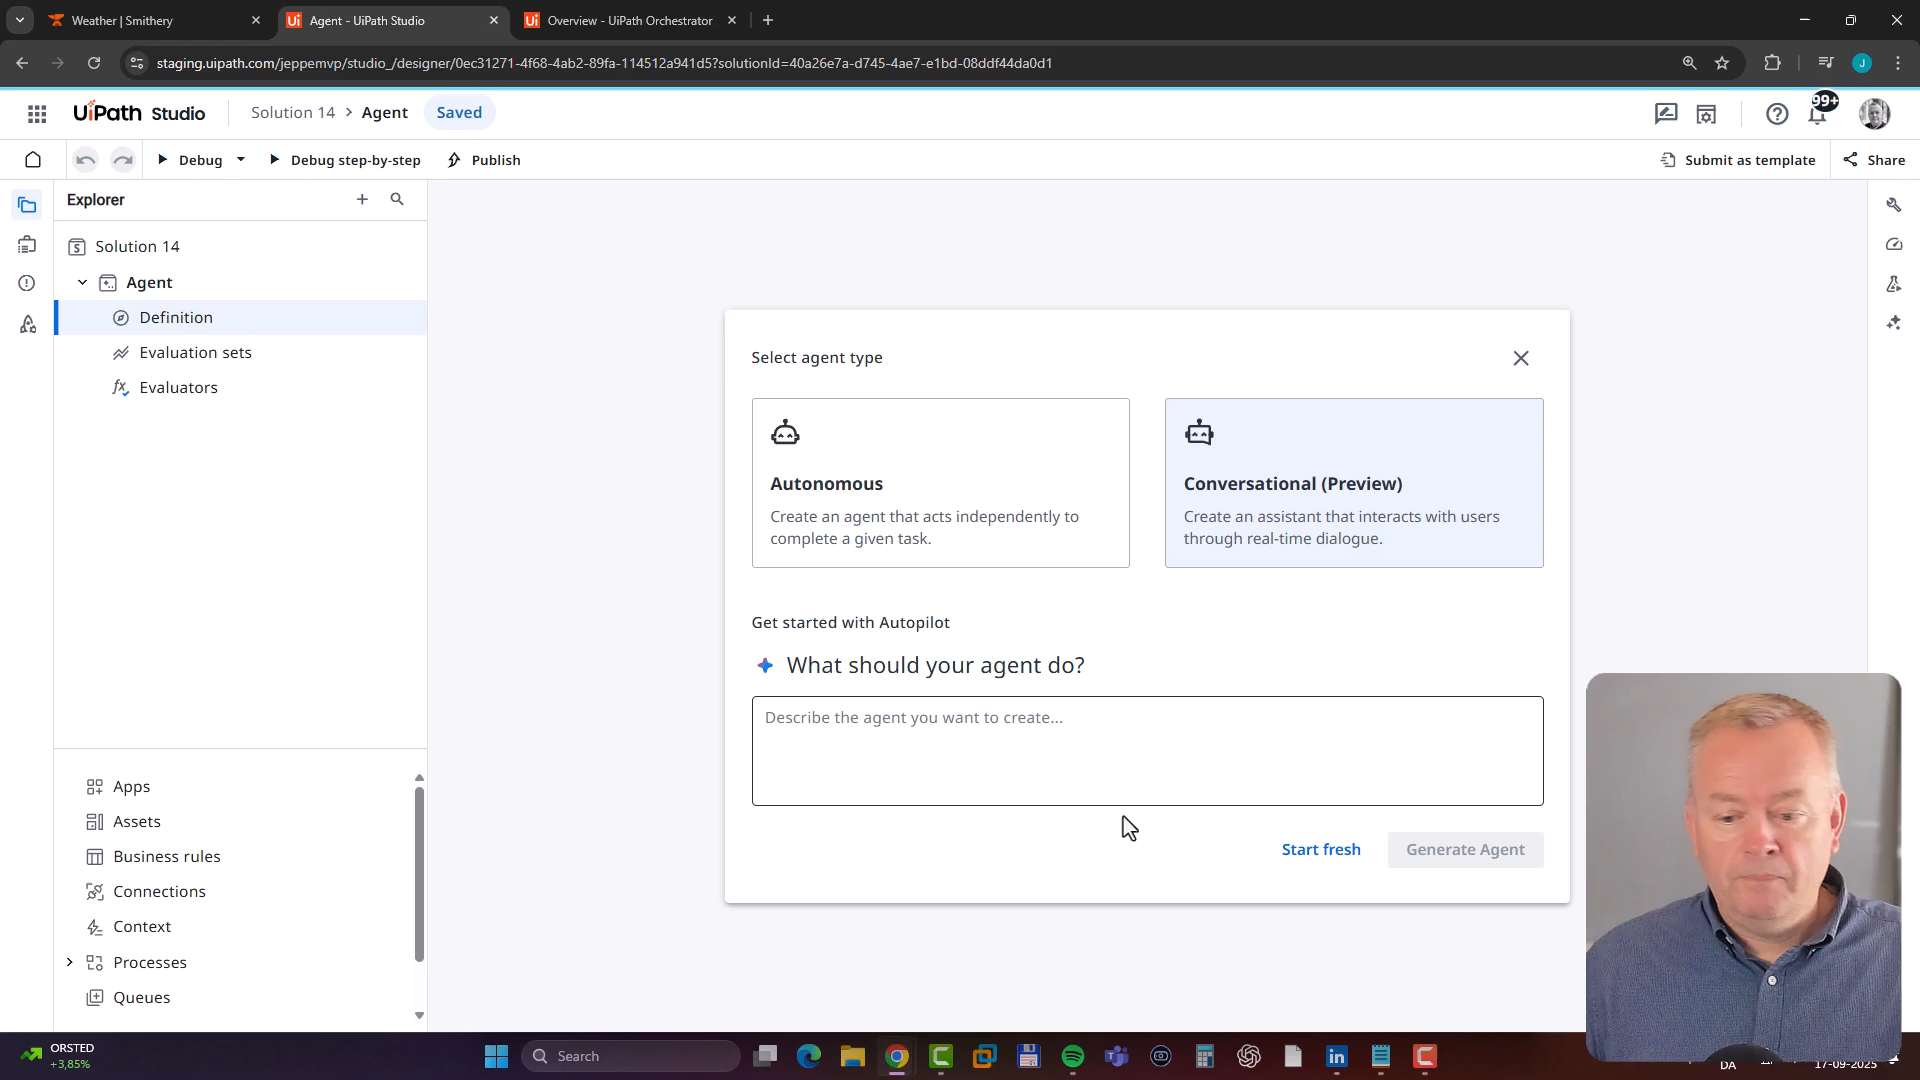 Weather | Smithery
Agent - UiPath Studio
Overview - UiPath Orchestrator
staging.uipath.com/jeppemvp/studio_/designer/0ec31271-4f68-4ab2-89fa-114512a941d5?solutionId=40a26e7a-d745-4ae7-e1bd-08ddf44da0d1
J
UiPath Studio
Solution 14 > Agent
Saved
99+
Debug
Debug step-by-step
Publish
Submit as template
Share
Explorer
Solution 14
Agent
Definition
Evaluation sets
Evaluators
Select agent type
Autonomous
Create an agent that acts independently to
complete a given task.
Conversational (Preview)
Create an assistant that interacts with users
through real-time dialogue.
Get started with Autopilot
What should your agent do?
Describe the agent you want to create...
Start fresh
Generate Agent
Apps
Assets
Business rules
Connections
Context
Processes
Queues
ORSTED
+3,85%
Search
DA
17-09-2025